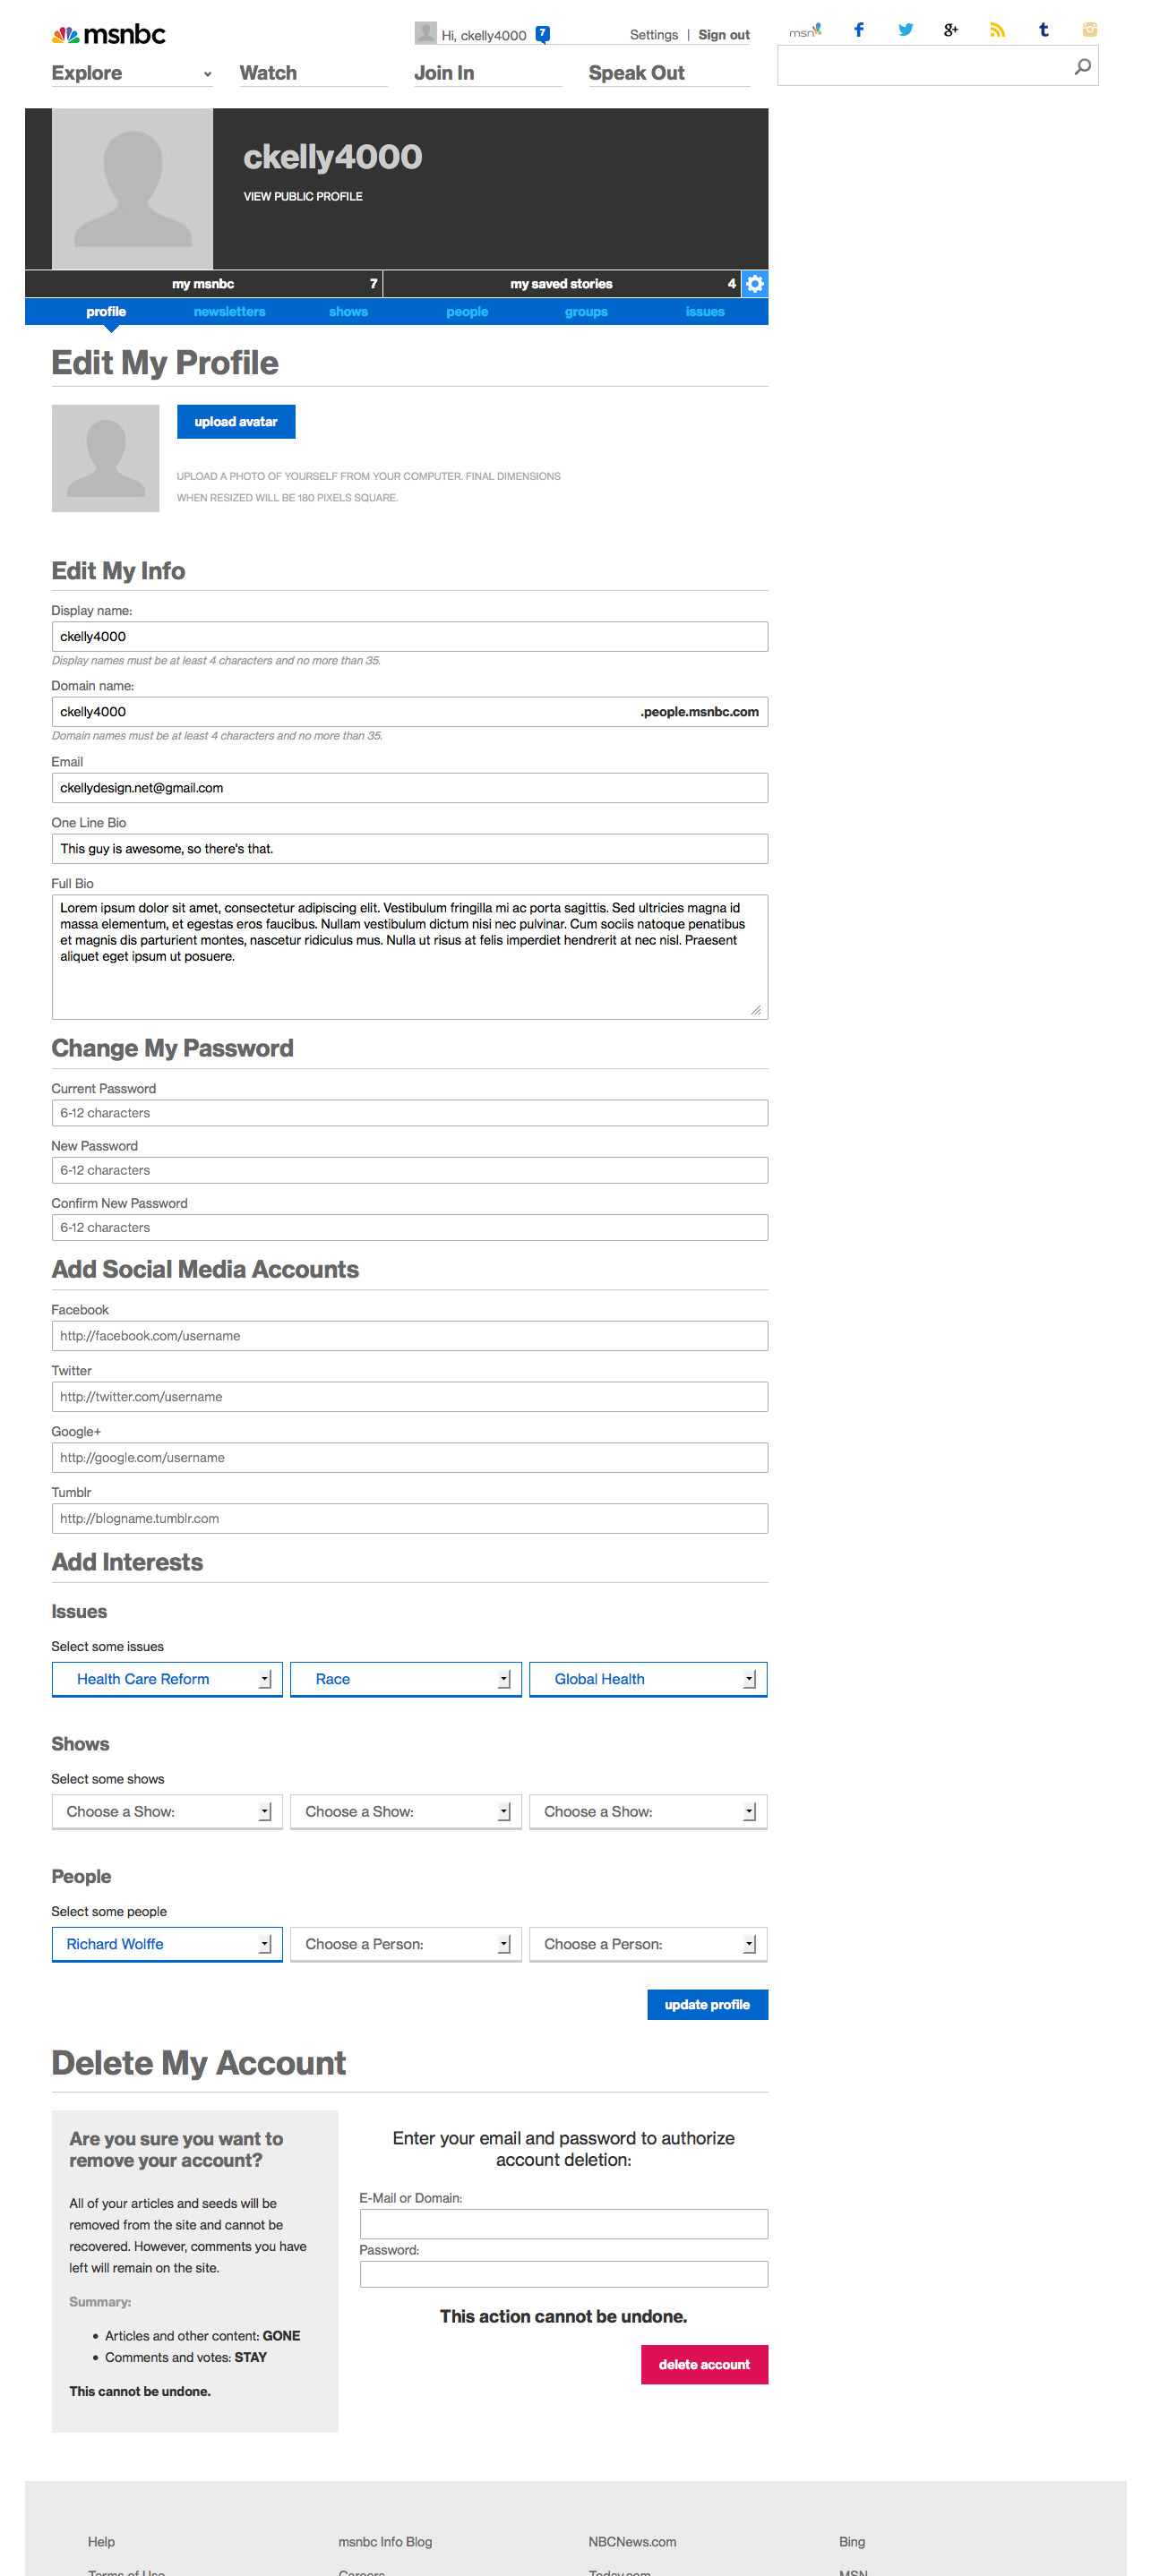 msnbc
Hi, ckelly4000
7
Settings | Sign out
msn
Explore
Watch
Join In
Speak Out
ckelly4000
VIEW PUBLIC PROFILE
my msnbc 7
my saved stories 4
profile
newsletters
shows
people
groups
issues
Edit My Profile
upload avatar
UPLOAD A PHOTO OF YOURSELF FROM YOUR COMPUTER. FINAL DIMENSIONS
WHEN RESIZED WILL BE 180 PIXELS SQUARE.
Edit My Info
Display name:
ckelly4000
Display names must be at least 4 characters and no more than 35.
Domain name:
ckelly4000 .people.msnbc.com
Domain names must be at least 4 characters and no more than 35.
Email
ckellydesign.net@gmail.com
One Line Bio
This guy is awesome, so there's that.
Full Bio
Lorem ipsum dolor sit amet, consectetur adipiscing elit. Vestibulum fringilla mi ac porta sagittis. Sed ultricies magna id
massa elementum, et egestas eros faucibus. Nullam vestibulum dictum nisi nec pulvinar. Cum sociis natoque penatibus
et magnis dis parturient montes, nascetur ridiculus mus. Nulla ut risus at felis imperdiet hendrerit at nec nisl. Praesent
aliquet eget ipsum ut posuere.
Change My Password
Current Password
6-12 characters
New Password
6-12 characters
Confirm New Password
6-12 characters
Add Social Media Accounts
Facebook
http://facebook.com/username
Twitter
http://twitter.com/username
Google+
http://google.com/username
Tumblr
http://blogname.tumblr.com
Add Interests
Issues
Select some issues
Health Care Reform
Race
Global Health
Shows
Select some shows
Choose a Show:
Choose a Show:
Choose a Show:
People
Select some people
Richard Wolffe
Choose a Person:
Choose a Person:
update profile
Delete My Account
Are you sure you want to
remove your account?
All of your articles and seeds will be
removed from the site and cannot be
recovered. However, comments you have
left will remain on the site.
Summary:
• Articles and other content: GONE
• Comments and votes: STAY
This cannot be undone.
Enter your email and password to authorize
account deletion:
E-Mail or Domain:
Password:
This action cannot be undone.
delete account
Help
msnbc Info Blog
NBCNews.com
Bing
Terms of Use
Careers
Today.com
MSN